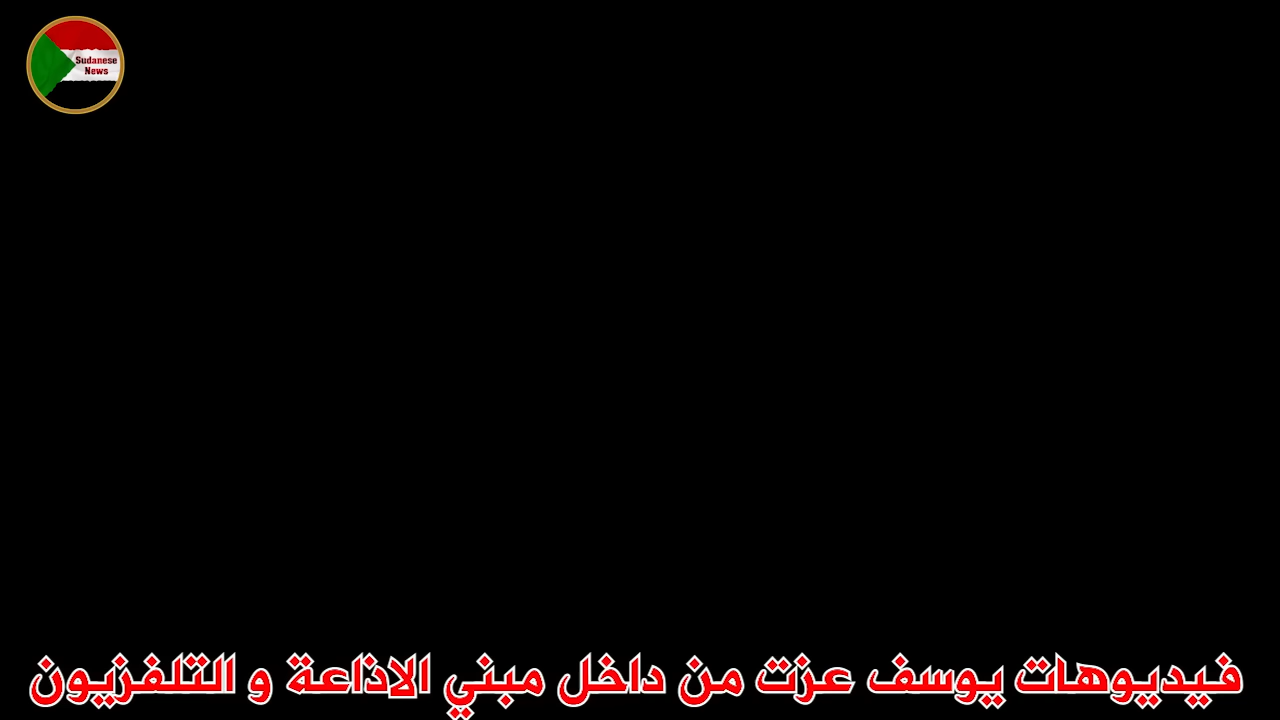 Sudanese
News
فيديوهات يوسف عزت من داخل مبني الاذاعة و التلفزيون